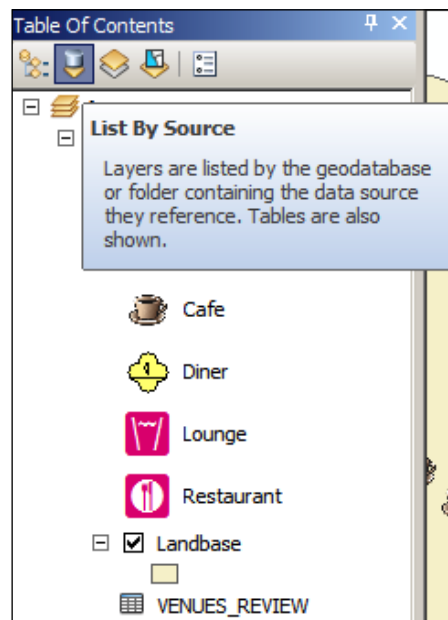 Table Of Contents
List By Source
Layers are listed by the geodatabase
or folder containing the data source
they reference. Tables are also
shown.
Cafe
Diner
Lounge
Restaurant
Landbase
VENUES_REVIEW